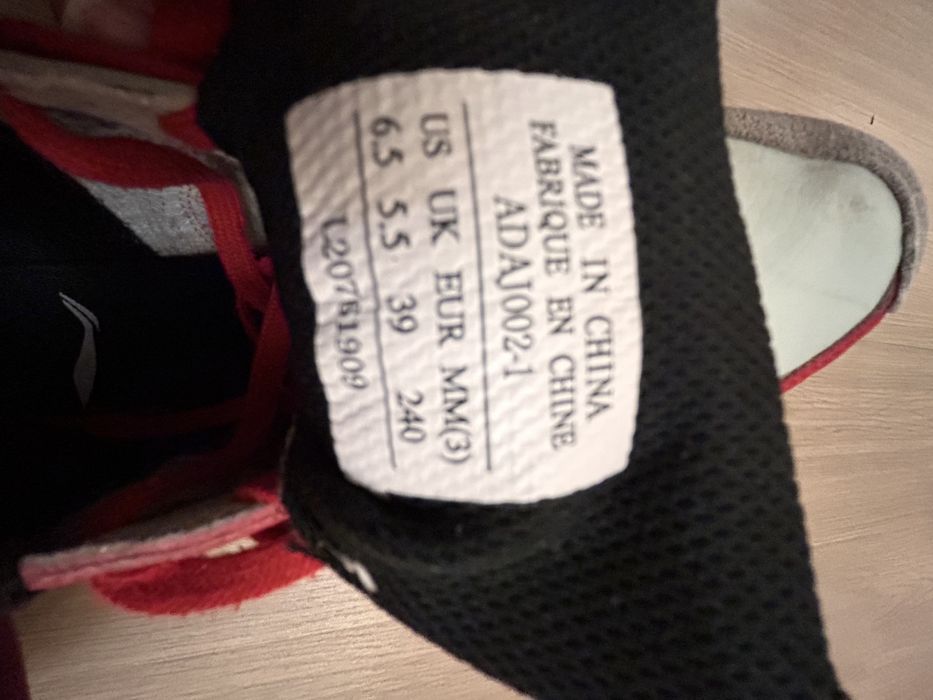 MADE IN CHINA
FABRIQUE EN CHINE
ADAJ002-1
US UK EUR MM(3)
6.5 5.5 39 240
L20751909